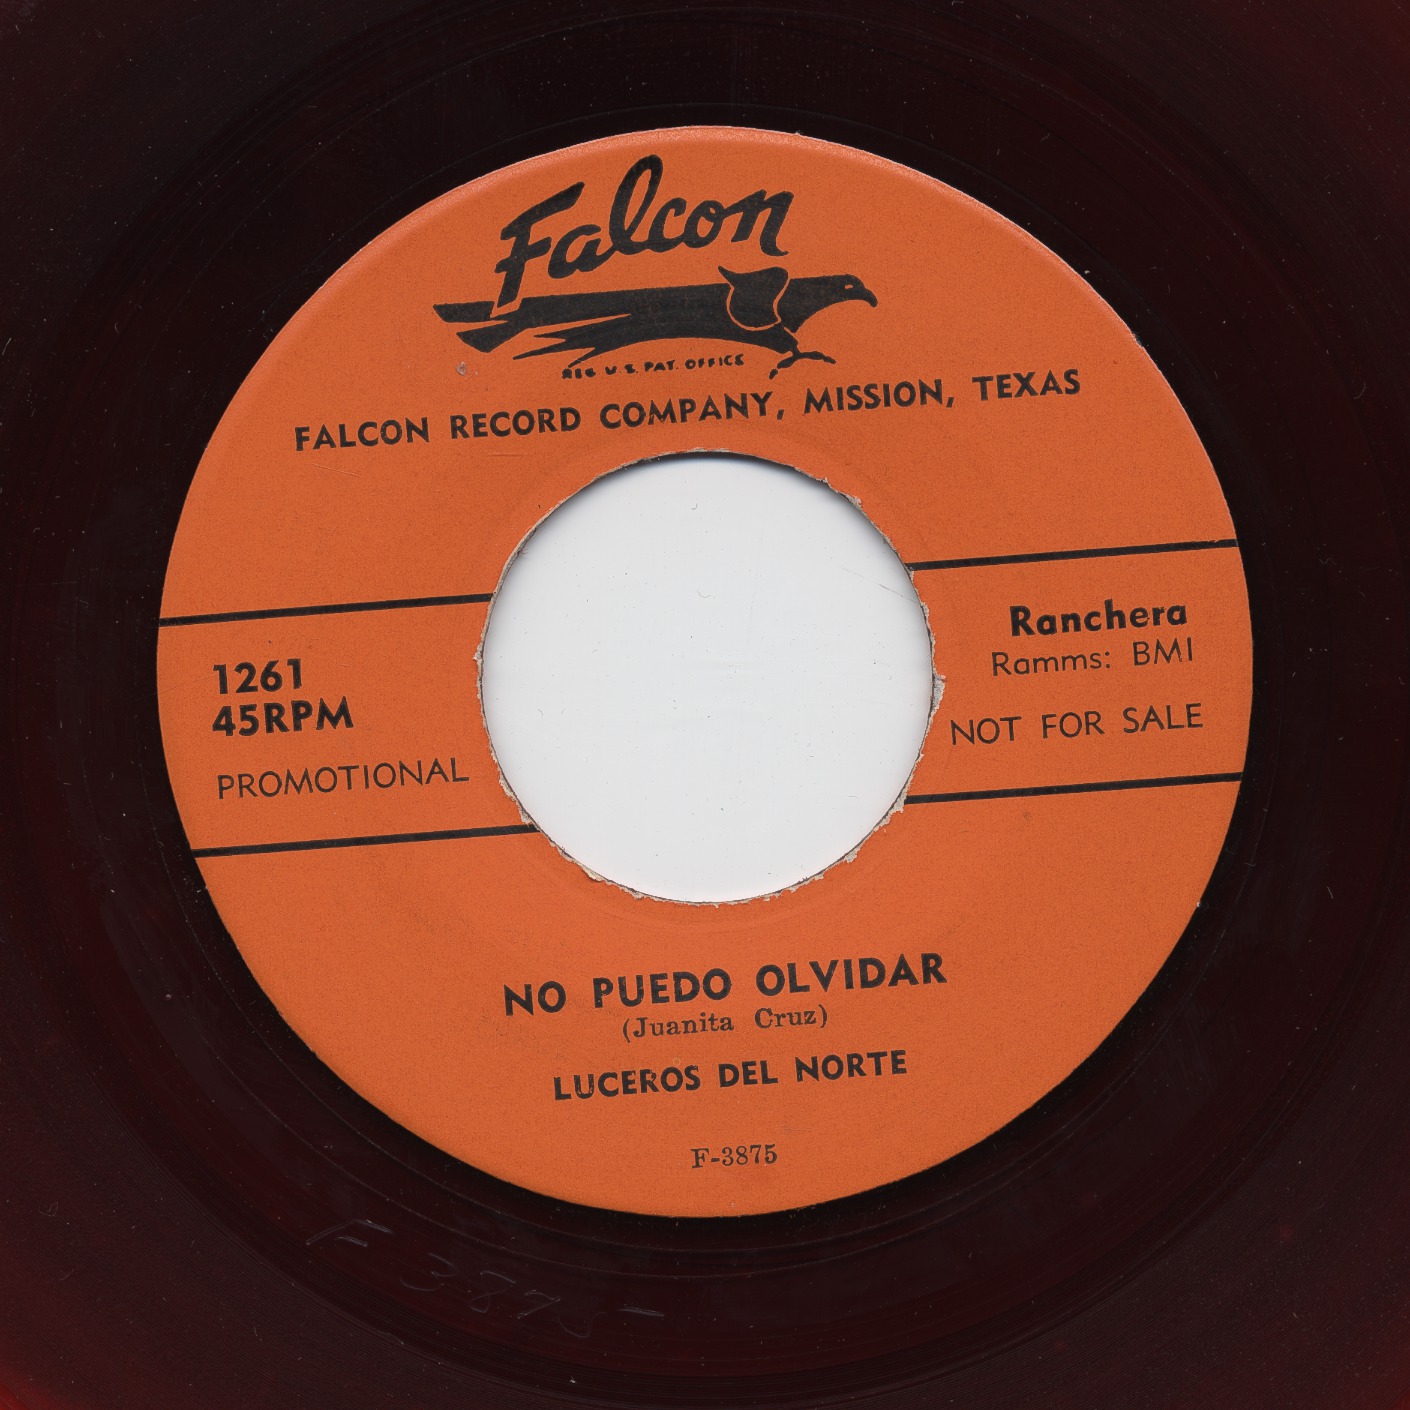 Falcon
REG. U.S. PAT. OFFICE
FALCON RECORD COMPANY, MISSION, TEXAS
1261
45RPM
PROMOTIONAL
Ranchera
Ramms: BMI
NOT FOR SALE
NO PUEDO OLVIDAR
(Juanita Cruz)
LUCEROS DEL NORTE
F-3875
F-3875